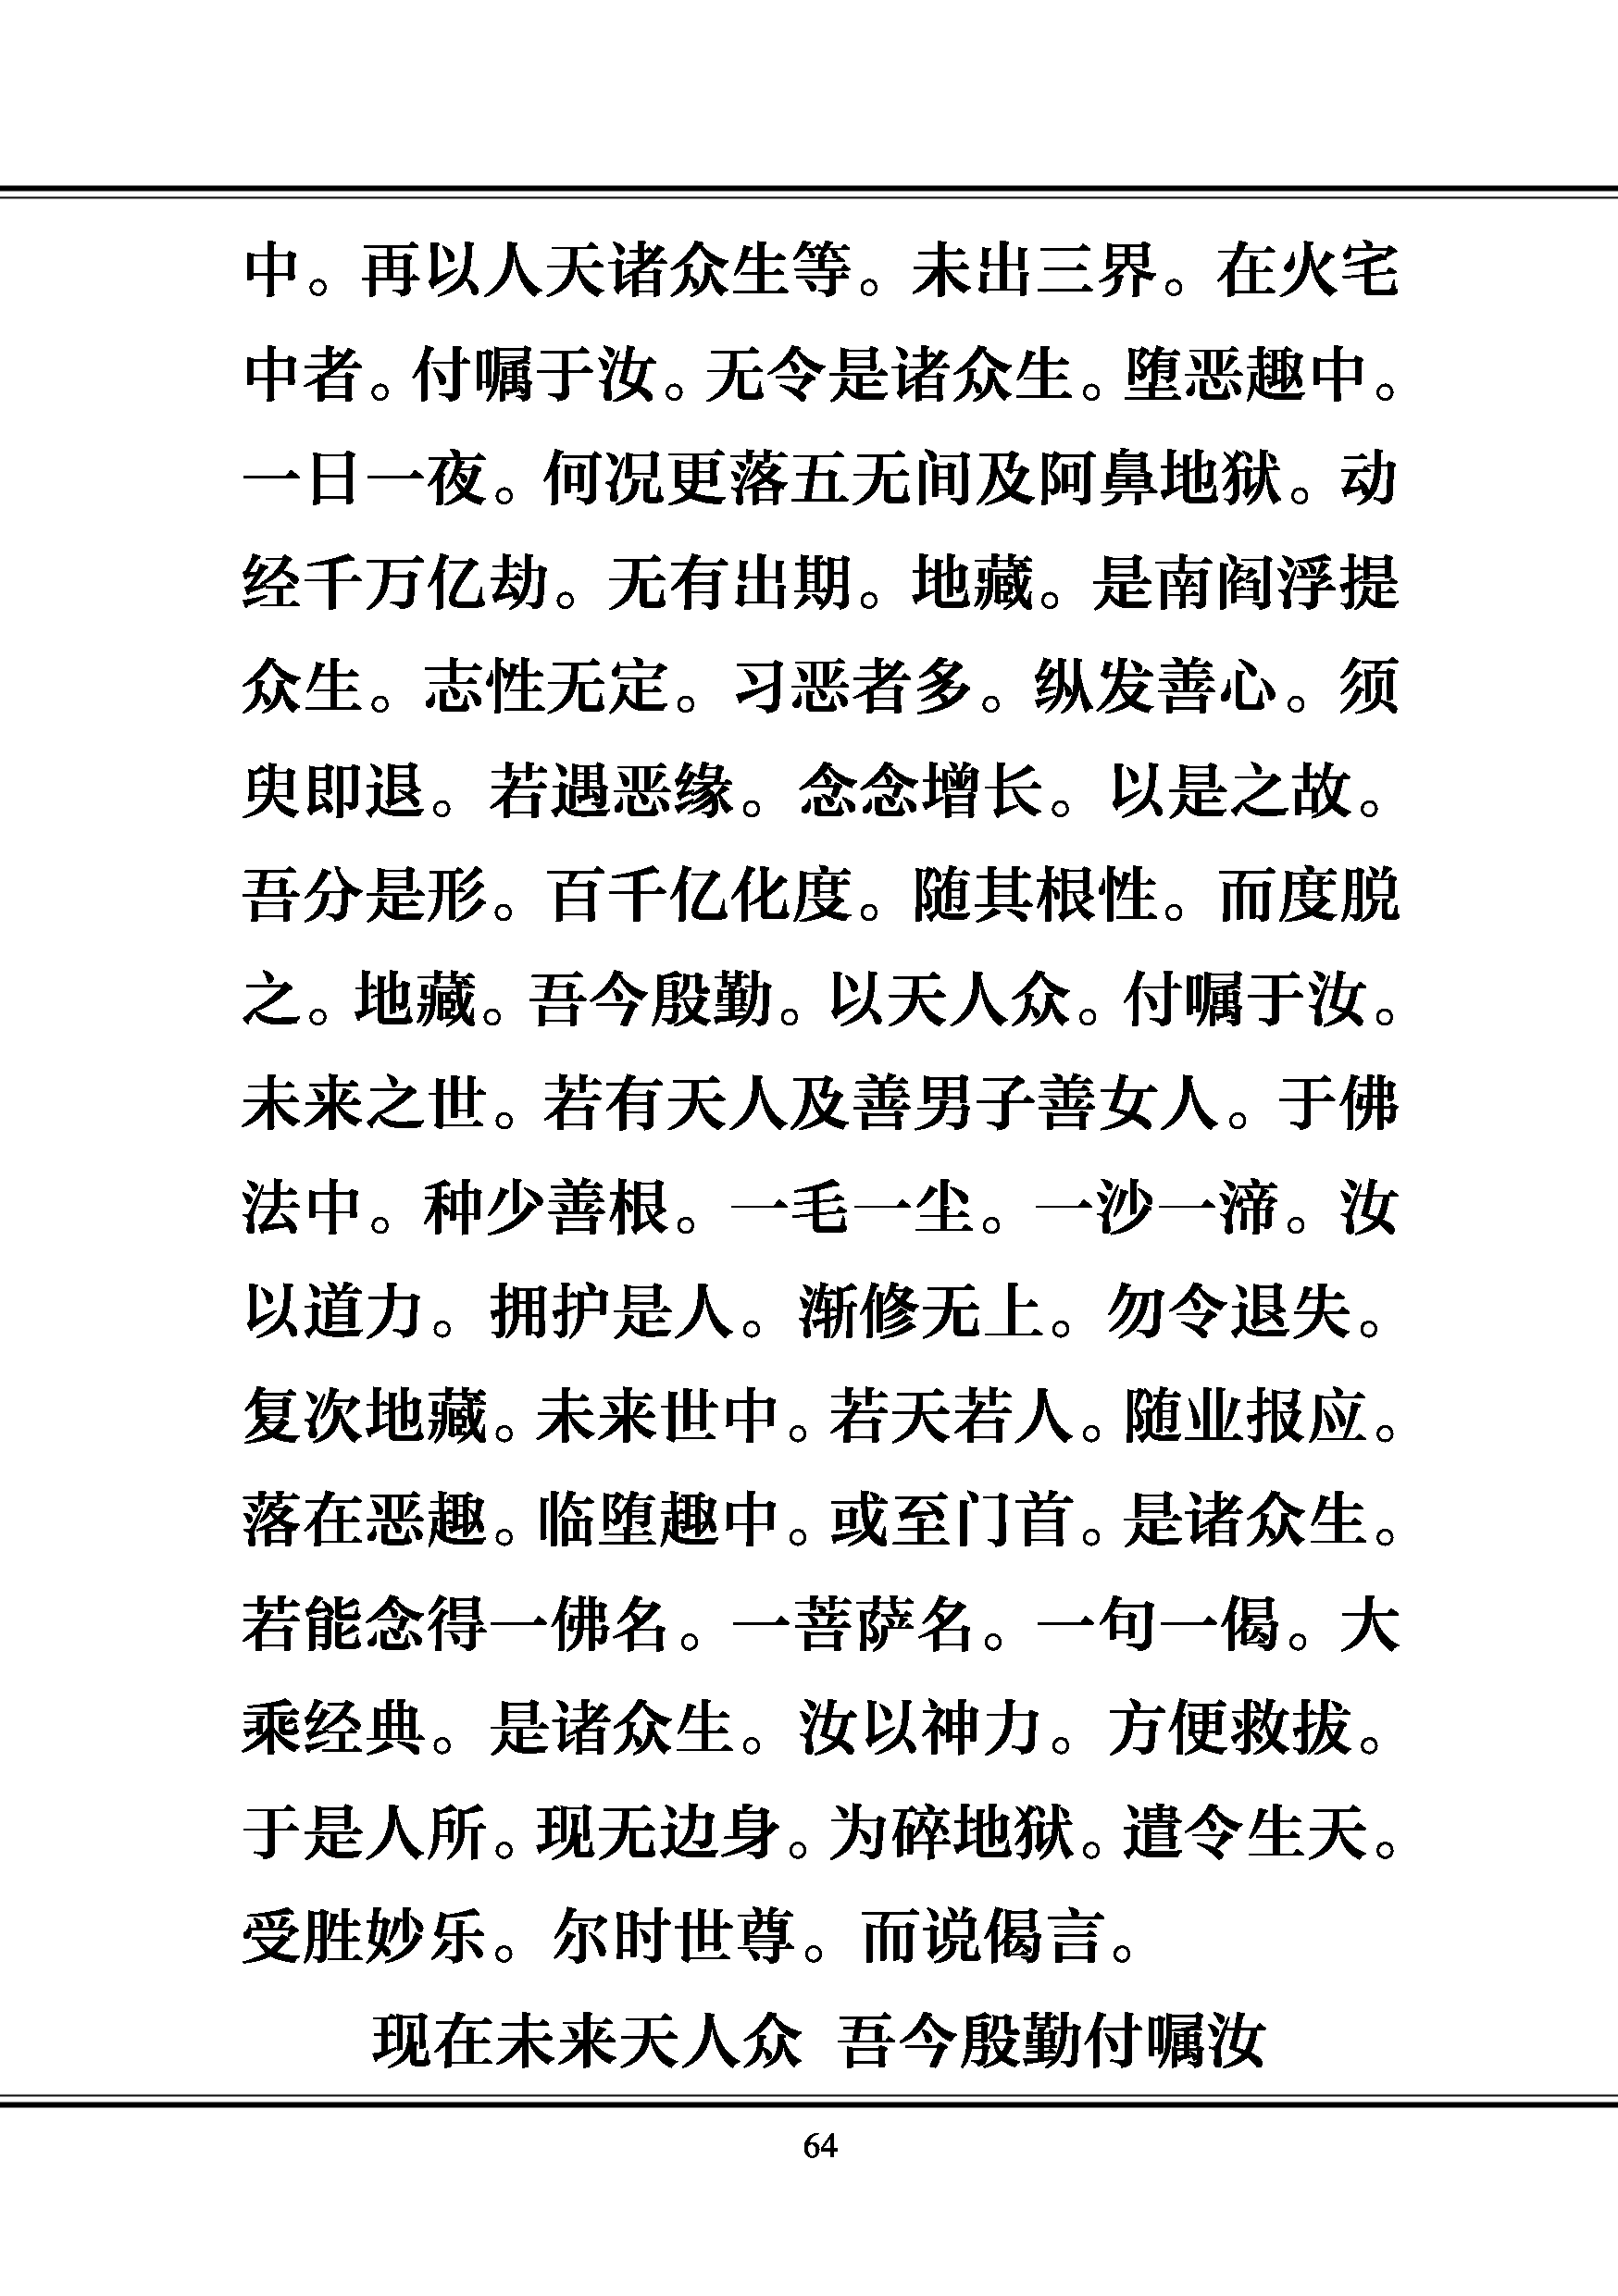 中。再以人天诸众生等。未出三界。在火宅
中者。付嘱于汝。无令是诸众生。堕恶趣中。
一日一夜。何况更落五无间及阿鼻地狱。动
经千万亿劫。无有出期。地藏。是南阎浮提
众生。志性无定。习恶者多。纵发善心。须
臾即退。若遇恶缘。念念增长。以是之故。
吾分是形。百千亿化度。随其根性。而度脱
之。地藏。吾今殷勤。以天人众。付嘱于汝。
未来之世。若有天人及善男子善女人。于佛
法中。种少善根。一毛一尘。一沙一渧。汝
以道力。拥护是人。渐修无上。勿令退失。
复次地藏。未来世中。若天若人。随业报应。
落在恶趣。临堕趣中。或至门首。是诸众生。
若能念得一佛名。一菩萨名。一句一偈。大
乘经典。是诸众生。汝以神力。方便救拔。
于是人所。现无边身。为碎地狱。遣令生天。
受胜妙乐。尔时世尊。而说偈言。
现在未来天人众 吾今殷勤付嘱汝
64